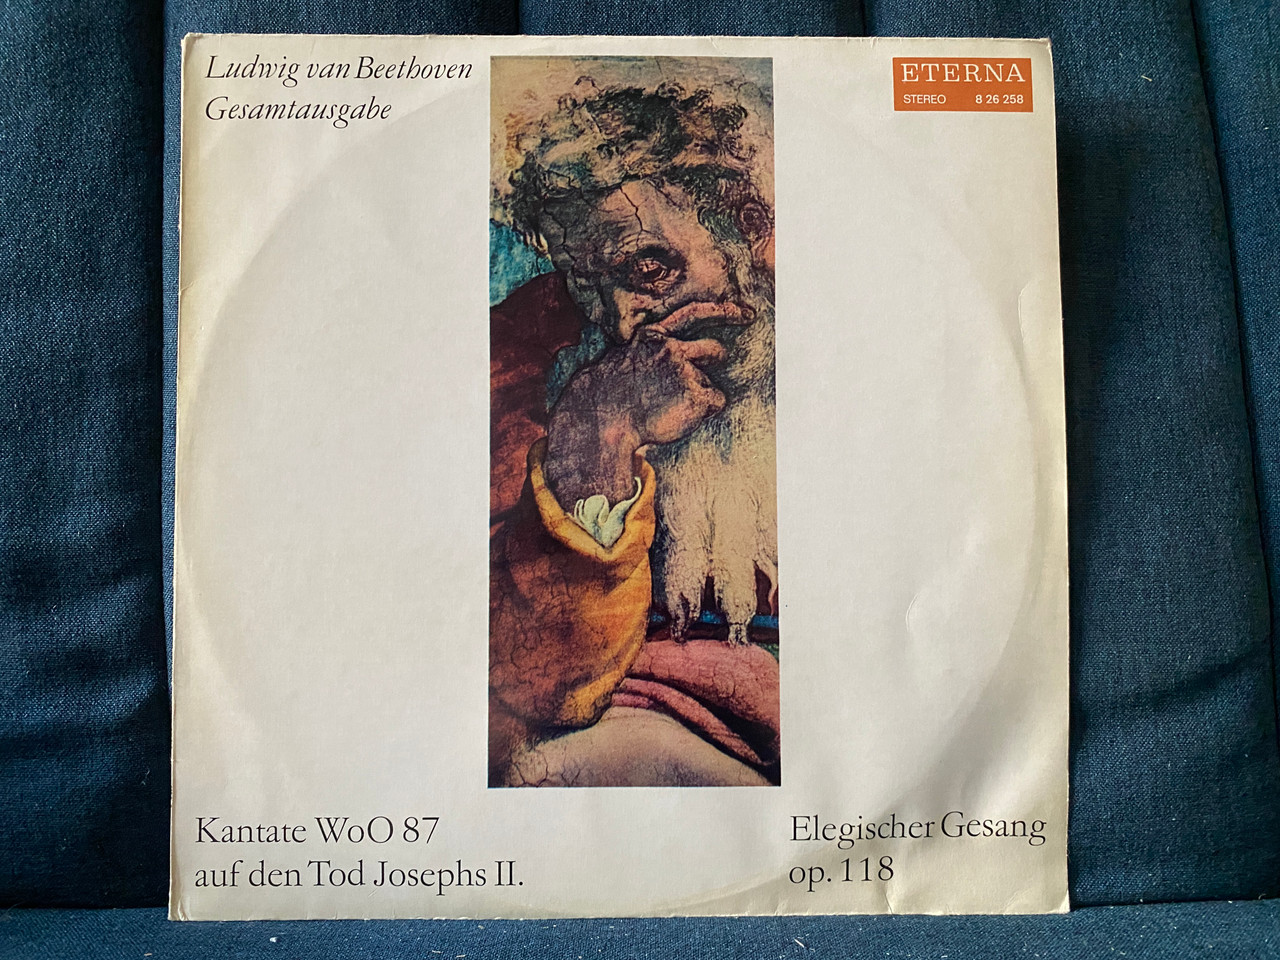 Ludwig van Beethoven
Gesamtausgabe
ETERNA
STEREO 8 26 258
Kantate WoO 87
auf den Tod Josephs II.
Elegischer Gesang
op. 118